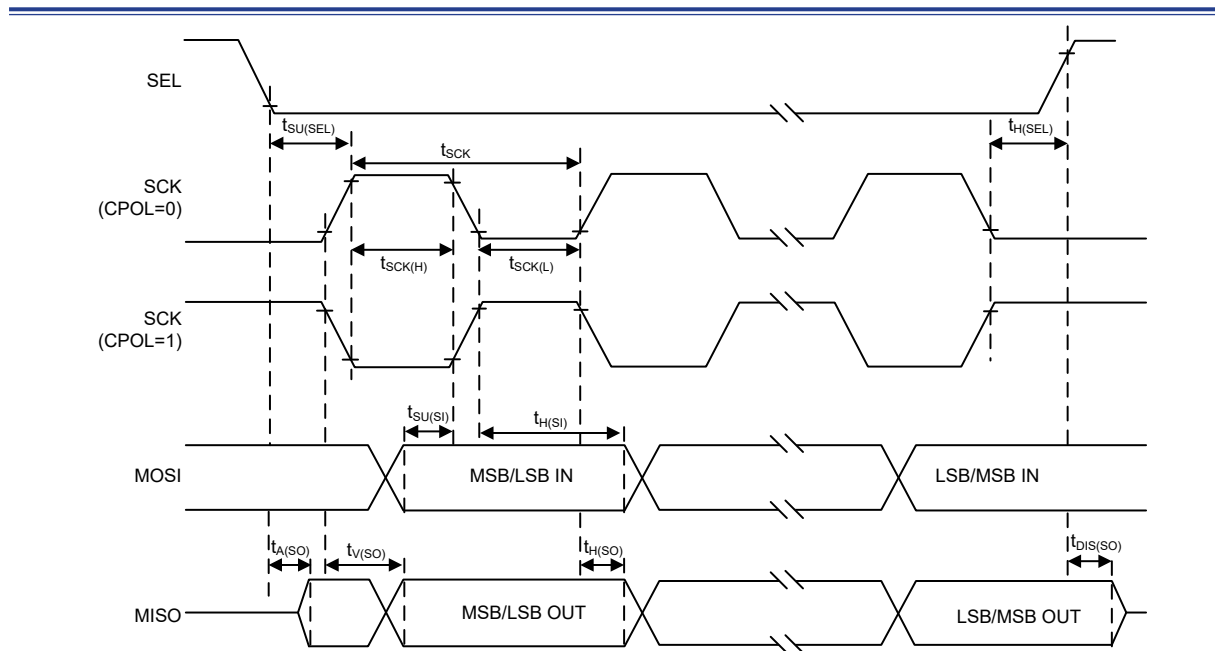 SEL
tSU(SEL)
tH(SEL)
tSCK
SCK
(CPOL=0)
tSCK(H)
tSCK(L)
SCK
(CPOL=1)
tSU(SI)
tH(SI)
MOSI
MSB/LSB IN
LSB/MSB IN
tA(SO)
tV(SO)
tH(SO)
tDIS(SO)
MISO
MSB/LSB OUT
LSB/MSB OUT